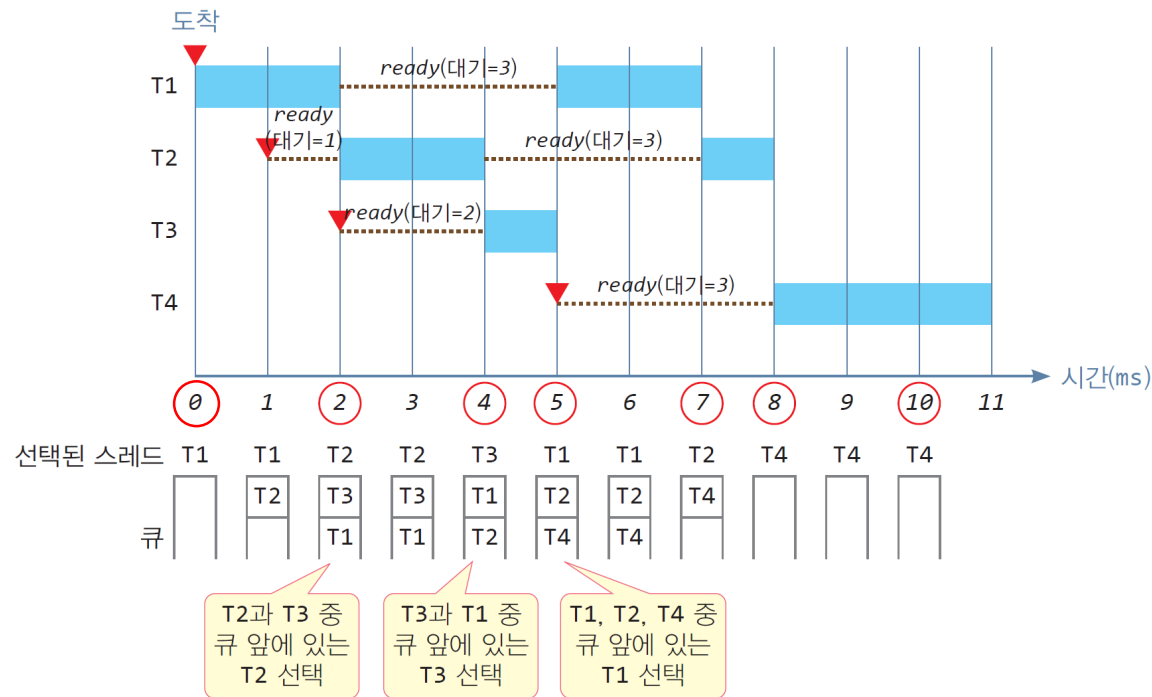 도착
T1
ready(대기=3)
ready
(대기=1)
T2
ready(대기=3)
T3
ready(대기=2)
T4
ready(대기=3)
시간(ms)
0 1 2 3 4 5 6 7 8 9 10 11
선택된 스레드 T1 T1 T2 T2 T3 T1 T1 T2 T4 T4 T4
T2 T3 T3 T1 T2 T2 T4
큐 T1 T1 T2 T4 T4
T2과 T3 중
큐 앞에 있는
T2 선택
T3과 T1 중
큐 앞에 있는
T3 선택
T1, T2, T4 중
큐 앞에 있는
T1 선택